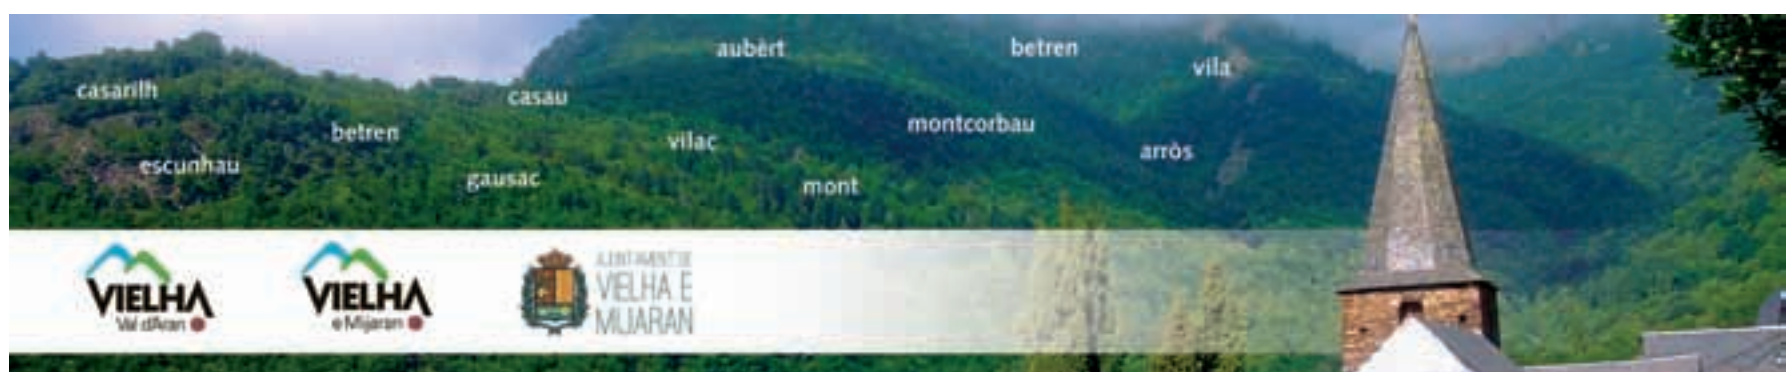 aubèrt
betren
vila
casarilh
casau
betren
vilac
montcorbau
arròs
escunhau
gausac
mont
VIELHA
Val d'Aran
VIELHA
e Mijaran
AJUNTAMENT DE
VIELHA E
MIJARAN